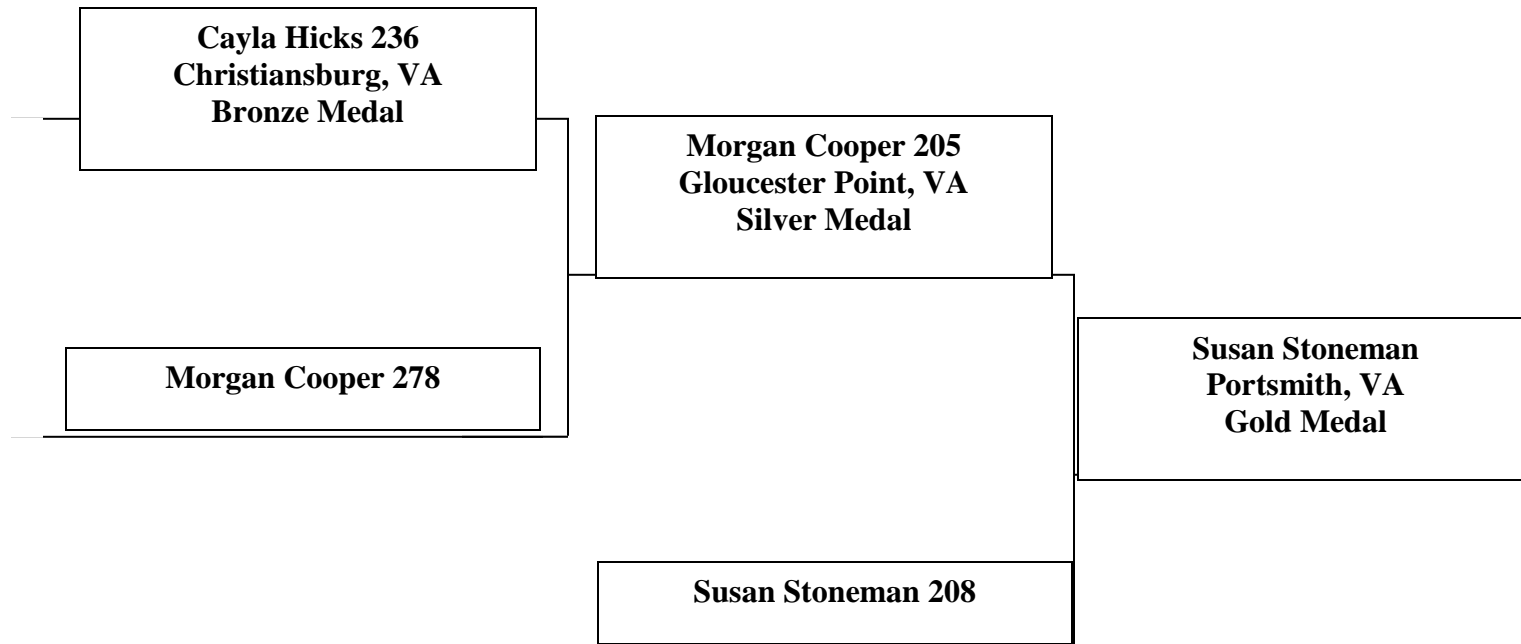 Cayla Hicks 236
Christiansburg, VA
Bronze Medal
Morgan Cooper 278
Morgan Cooper 205
Gloucester Point, VA
Silver Medal
Susan Stoneman 208
Susan Stoneman
Portsmith, VA
Gold Medal